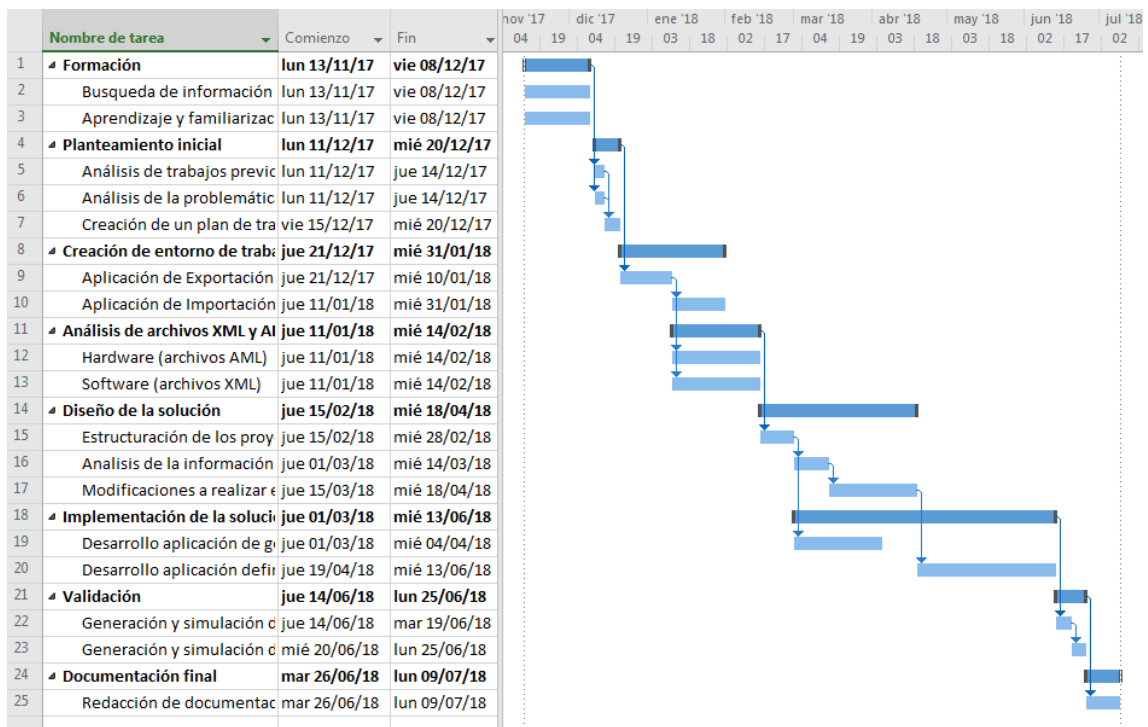 nov '17 dic '17 ene '18 feb '18 mar '18 abr '18 may '18 jun '18 jul '18
Nombre de tarea Comienzo Fin 04 19 04 19 03 18 02 17 04 19 03 18 03 18 02 17 02
1 Formación lun 13/11/17 vie 08/12/17
2 Busqueda de información lun 13/11/17 vie 08/12/17
3 Aprendizaje y familiarizac lun 13/11/17 vie 08/12/17
4 Planteamiento inicial lun 11/12/17 mié 20/12/17
5 Análisis de trabajos previc lun 11/12/17 jue 14/12/17
6 Análisis de la problemátic lun 11/12/17 jue 14/12/17
7 Creación de un plan de tra vie 15/12/17 mié 20/12/17
8 Creación de entorno de traba jue 21/12/17 mié 31/01/18
9 Aplicación de Exportación jue 21/12/17 mié 10/01/18
10 Aplicación de Importación jue 11/01/18 mié 31/01/18
11 Análisis de archivos XML y AI jue 11/01/18 mié 14/02/18
12 Hardware (archivos AML) jue 11/01/18 mié 14/02/18
13 Software (archivos XML) jue 11/01/18 mié 14/02/18
14 Diseño de la solución jue 15/02/18 mié 18/04/18
15 Estructuración de los proy jue 15/02/18 mié 28/02/18
16 Analisis de la información jue 01/03/18 mié 14/03/18
17 Modificaciones a realizar e jue 15/03/18 mié 18/04/18
18 Implementación de la soluci jue 01/03/18 mié 13/06/18
19 Desarrollo aplicación de g jue 01/03/18 mié 04/04/18
20 Desarrollo aplicación defi jue 19/04/18 mié 13/06/18
21 Validación jue 14/06/18 lun 25/06/18
22 Generación y simulación d jue 14/06/18 mar 19/06/18
23 Generación y simulación d mié 20/06/18 lun 25/06/18
24 Documentación final mar 26/06/18 lun 09/07/18
25 Redacción de documentac mar 26/06/18 lun 09/07/18